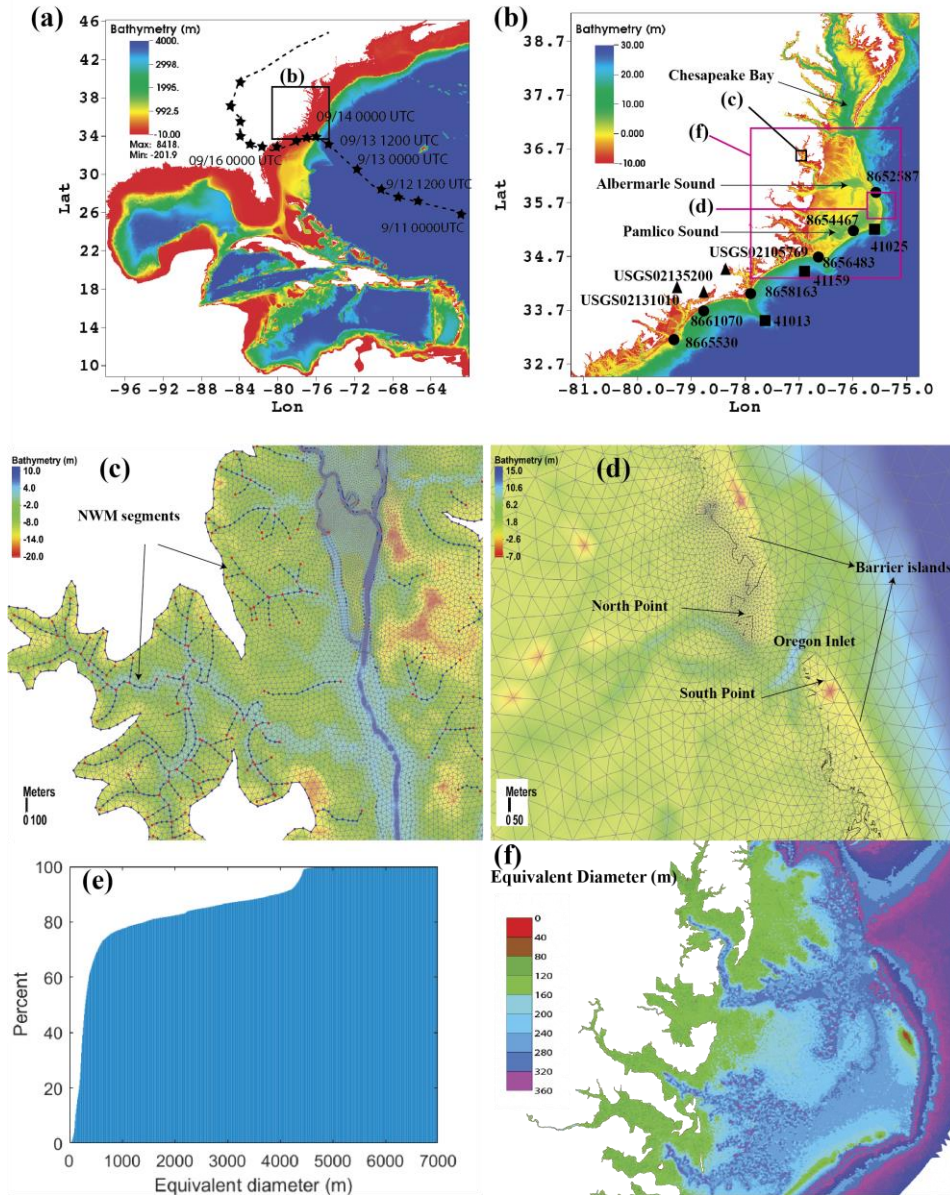 (a)
Bathymetry (m)
4000.
2998.
1995.
992.5
-10.00
Max: 8418.
Min: -201.9
(b)
09/14 0000 UTC
09/13 1200 UTC
09/16 0000 UTC
9/13 0000 UTC
9/12 1200 UTC
9/11 0000UTC
46
42
38
34
30
26
22
18
14
10
Lat
-96 -92 -88 -84 -80 -76 -72 -68 -64
Lon
(b)
Bathymetry (m)
30.00
20.00
10.00
0.000
-10.00
Chesapeake Bay
(c)
(f)
Albermarle Sound
8652587
(d)
8654467
Pamlico Sound
41025
USGS02105769
8656483
USGS02135200
41159
USGS02131010
8658163
8661070
41013
8665530
38.7
37.7
36.7
35.7
34.7
33.7
32.7
Lat
-81.0-80.0-79.0-78.0-77.0-76.0-75.0
Lon
(c)
Bathymetry (m)
10.0
4.0
-2.0
-8.0
-14.0
-20.0
NWM segments
Meters
0 100
(d)
Bathymetry (m)
15.0
10.6
6.2
1.8
-2.6
-7.0
Barrier islands
North Point
Oregon Inlet
South Point
Meters
0 50
(e)
100
80
60
40
20
0
Percent
0 1000 2000 3000 4000 5000 6000 7000
Equivalent diameter (m)
(f)
Equivalent Diameter (m)
0
40
80
120
160
200
240
280
320
360